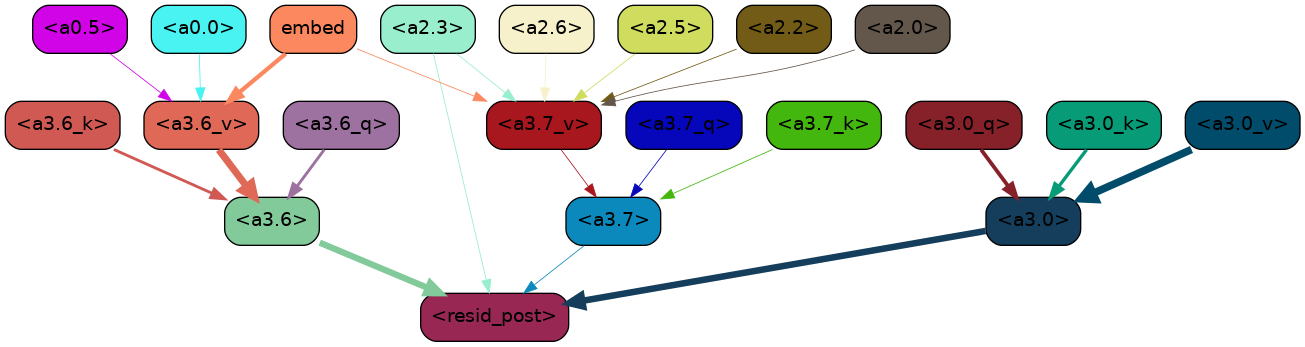 <a0.5> <a0.0> embed <a2.3> <a2.6> <a2.5> <a2.2> <a2.0>
<a3.6_k> <a3.6_v> <a3.6_q> <a3.7_v> <a3.7_q> <a3.7_k> <a3.0_q> <a3.0_k> <a3.0_v>
<a3.6> <a3.7> <a3.0>
<resid_post>